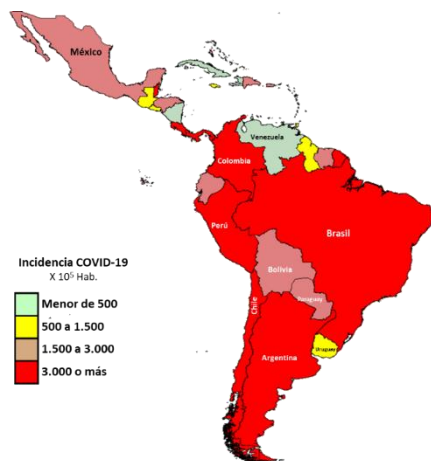 México
Venezuela
Colombia
Perú
Brasil
Bolivia
Paraguay
Chile
Argentina
Uruguay
Incidencia COVID-19
X 10⁵ Hab.
Menor de 500
500 a 1.500
1.500 a 3.000
3.000 o más